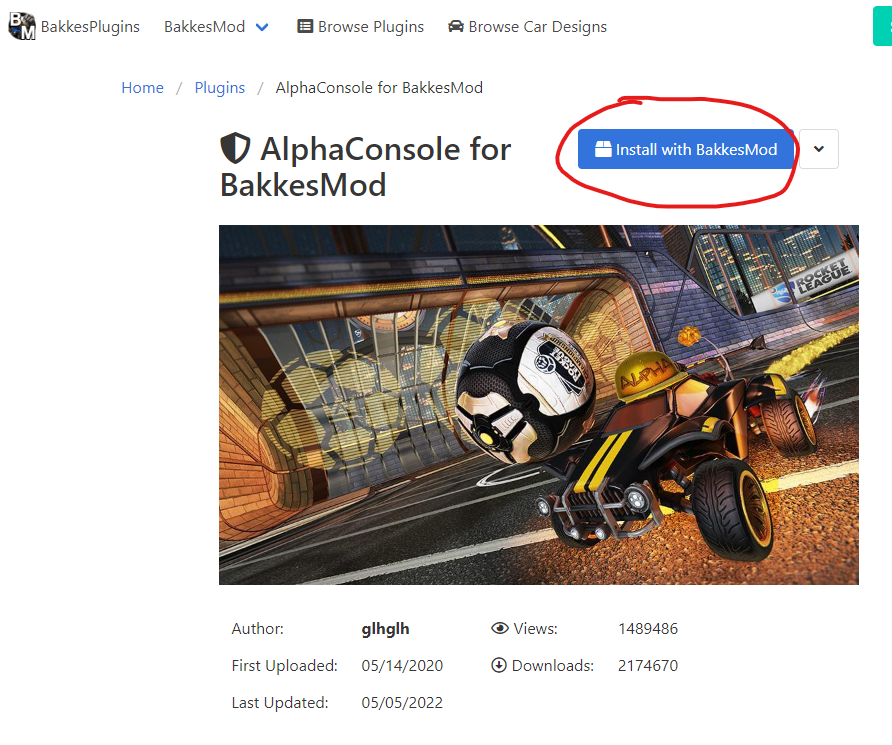 BM BakkesPlugins BakkesMod Browse Plugins Browse Car Designs
Home / Plugins / AlphaConsole for BakkesMod
AlphaConsole for
BakkesMod
Install with BakkesMod
ROCKET
LEAGUE
ALPHA
Author: glhglh Views: 1489486
First Uploaded: 05/14/2020 Downloads: 2174670
Last Updated: 05/05/2022